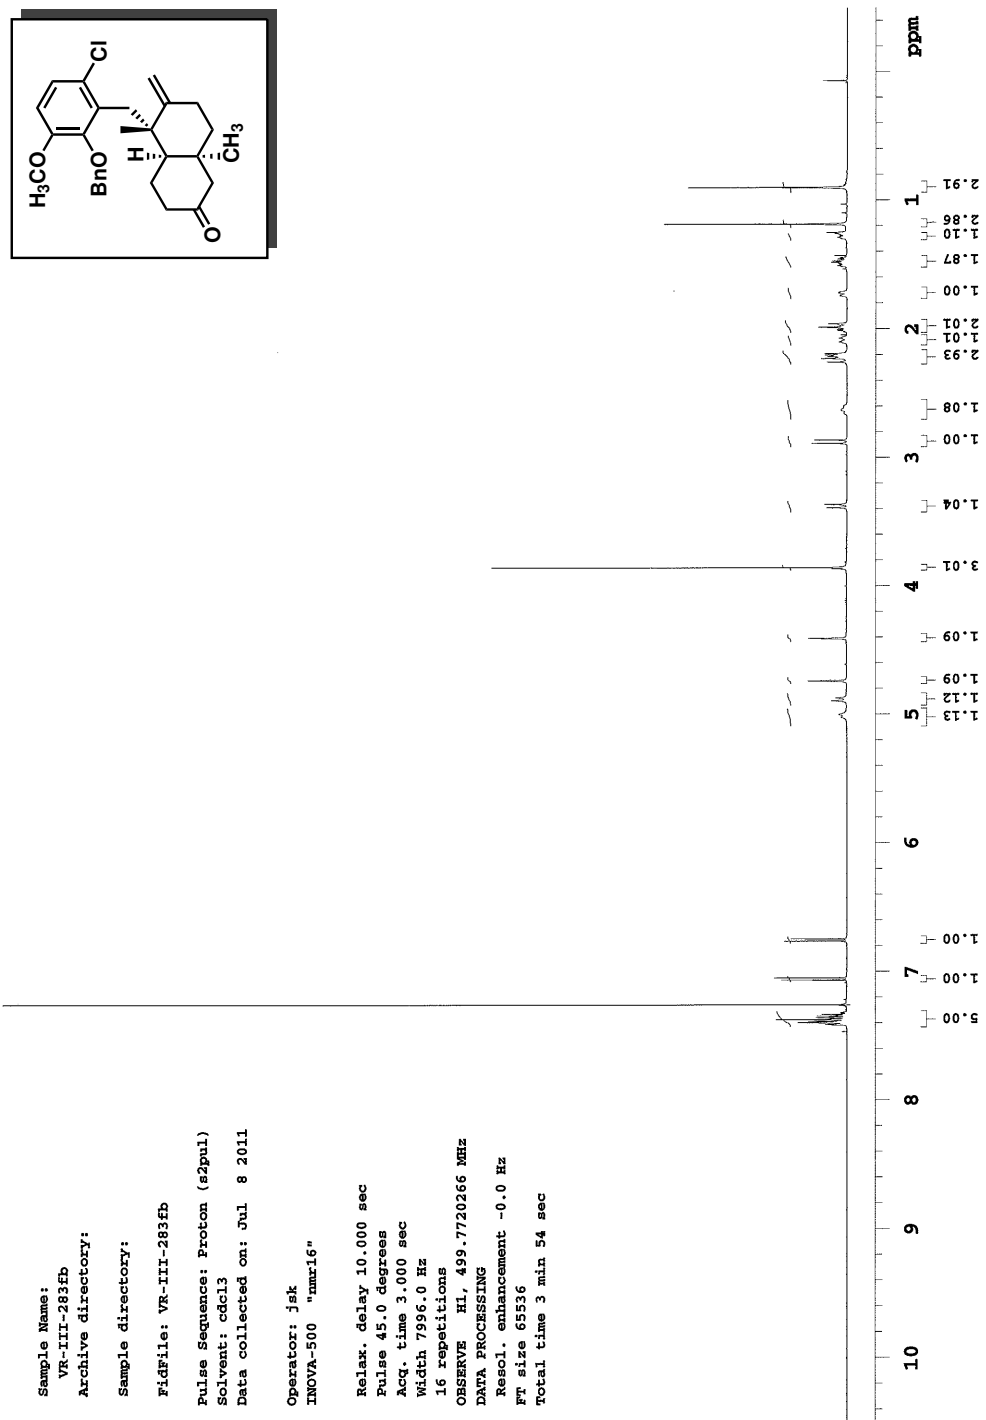 Cl
H3CO
BnO
H
CH3
O
Sample Name:
VR-III-283fb
Archive directory:
Sample directory:
FidFile: VR-III-283fb
Pulse Sequence: Proton (s2pul)
Solvent: cdcl3
Data collected on: Jul 8 2011
Operator: jsk
INOVA-500 "nmr16"
Relax. delay 10.000 sec
Pulse 45.0 degrees
Acq. time 3.000 sec
Width 7996.0 Hz
16 repetitions
OBSERVE H1, 499.7720266 MHz
DATA PROCESSING
Resol. enhancement -0.0 Hz
FT size 65536
Total time 3 min 54 sec
10 9 8 7 6 5 4 3 2 1 ppm
5.00 1.00 1.00 1.13 1.12 1.09 1.09 3.01 1.04 1.00 1.08 2.93 1.01 2.01 1.00 1.87 1.10 2.86 2.91